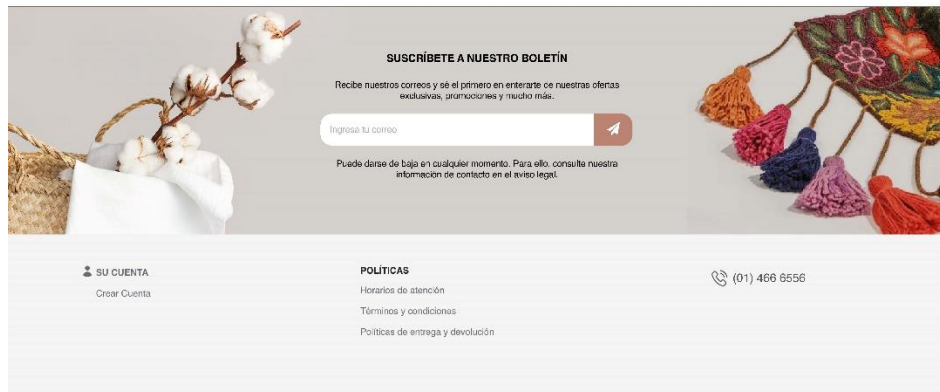 SUSCRÍBETE A NUESTRO BOLETÍN
Recibe nuestros correos y sé el primero en enterarte de nuestras ofertas
exclusivas, promociones y mucho más.
Ingresa tu correo
Puede darse de baja en cualquier momento. Para ello, consulte nuestra
información de contacto en el aviso legal.
SU CUENTA
Crear Cuenta
POLÍTICAS
Horarios de atención
Términos y condiciones
Políticas de entrega y devolución
(01) 466 6556